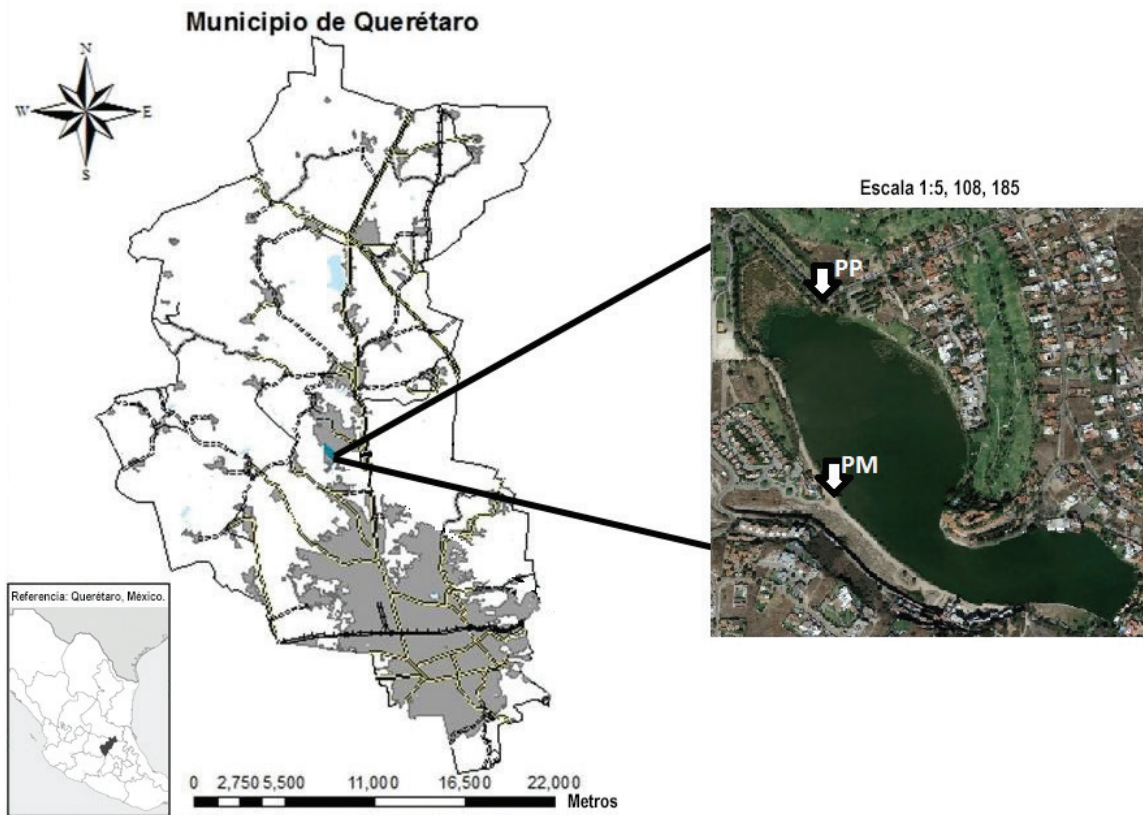 Municipio de Querétaro
N
W
E
S
Escala 1:5, 108, 185
PP
PM
Referencia: Querétaro, México.
0 2,750 5,500 11,000 16,500 22,000
Metros